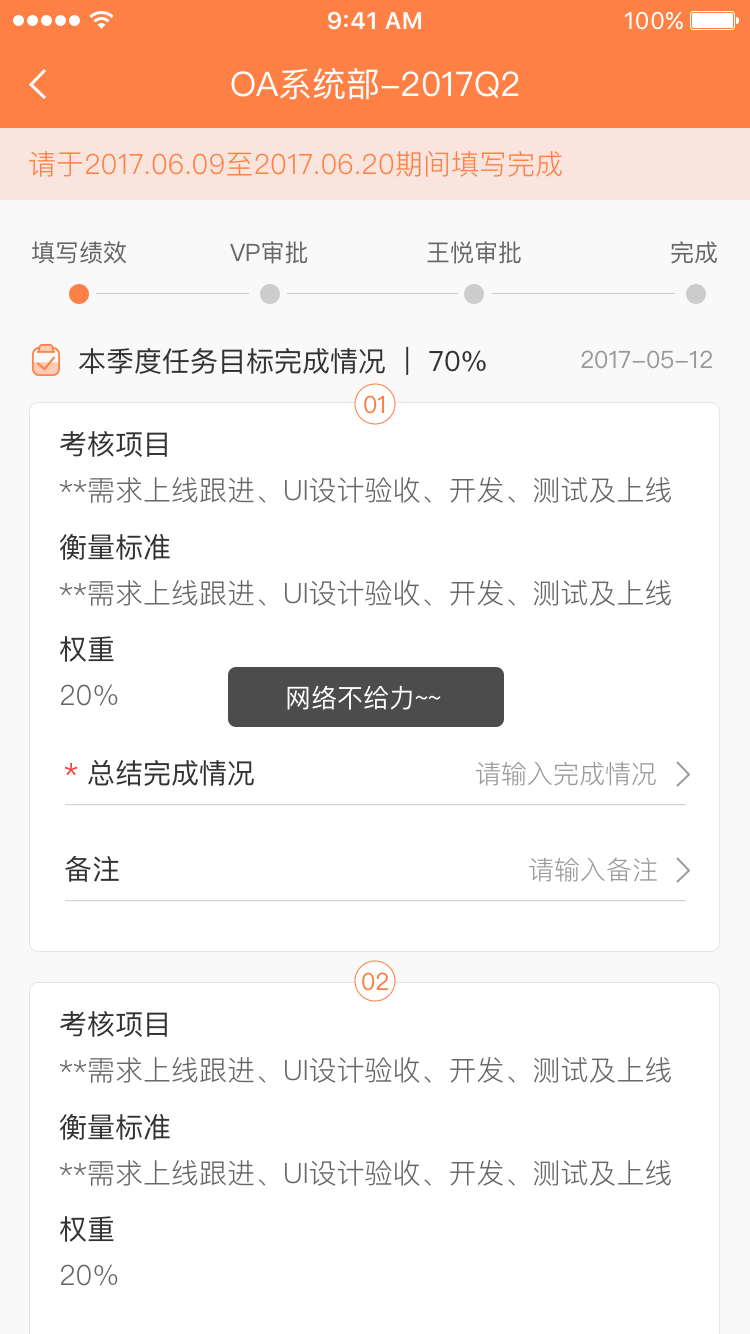 9:41 AM 100%
OA系统部-2017Q2
请于2017.06.09至2017.06.20期间填写完成
填写绩效 VP审批 王悦审批 完成
本季度任务目标完成情况 | 70% 2017-05-12
01
考核项目
**需求上线跟进、UI设计验收、开发、测试及上线
衡量标准
**需求上线跟进、UI设计验收、开发、测试及上线
权重
20%
网络不给力~~
* 总结完成情况 请输入完成情况
备注 请输入备注
02
考核项目
**需求上线跟进、UI设计验收、开发、测试及上线
衡量标准
**需求上线跟进、UI设计验收、开发、测试及上线
权重
20%